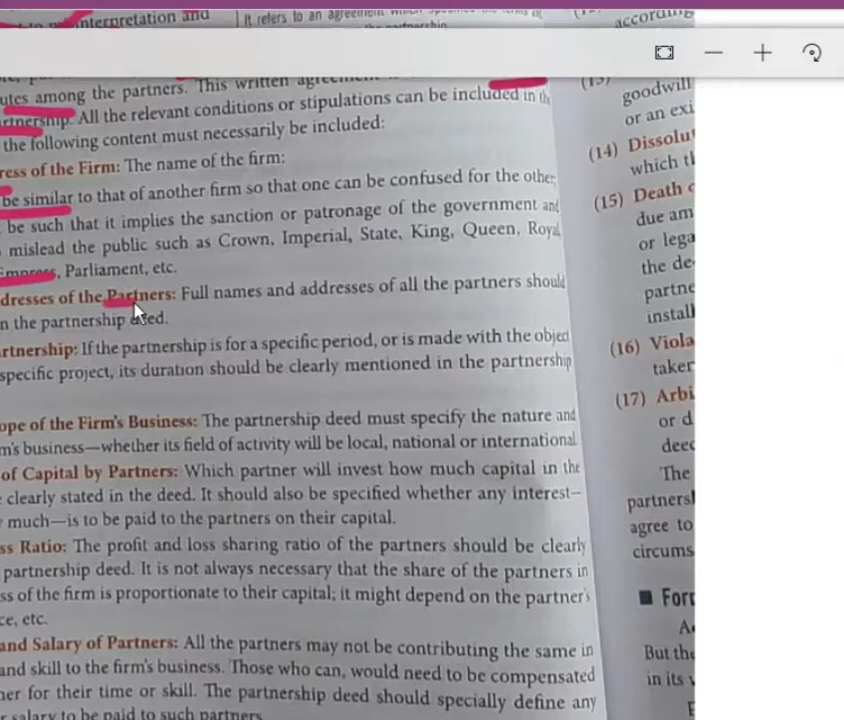 interpretation and
It refers to an agreement which
according
utes among the partners. This written
rtnership. All the relevant conditions or stipulations can be included in the
the following content must necessarily be included:
ress of the Firm: The name of the firm:
be similar to that of another firm so that one can be confused for the other,
be such that it implies the sanction or patronage of the government and
mislead the public such as Crown, Imperial, State, King, Queen, Royal,
Empress, Parliament, etc.
dresses of the Partners: Full names and addresses of all the partners should
n the partnership deed.
rtnership: If the partnership is for a specific period, or is made with the object
specific project, its duration should be clearly mentioned in the partnership
ope of the Firm's Business: The partnership deed must specify the nature and
m's business—whether its field of activity will be local, national or international.
of Capital by Partners: Which partner will invest how much capital in the
clearly stated in the deed. It should also be specified whether any interest—
much—is to be paid to the partners on their capital.
ss Ratio: The profit and loss sharing ratio of the partners should be clearly
partnership deed. It is not always necessary that the share of the partners in
ss of the firm is proportionate to their capital; it might depend on the partner's
ce, etc.
and Salary of Partners: All the partners may not be contributing the same in
and skill to the firm's business. Those who can, would need to be compensated
ner for their time or skill. The partnership deed should specially define any
salary to be paid to such partners
goodwill
or an exi
(14) Dissolut
which th
(15) Death o
due am
or lega
the de
partne
install
(16) Viola
taken
(17) Arbi
or d
deed
The
partnersh
agree to
circums
■ For
A
But the
in its